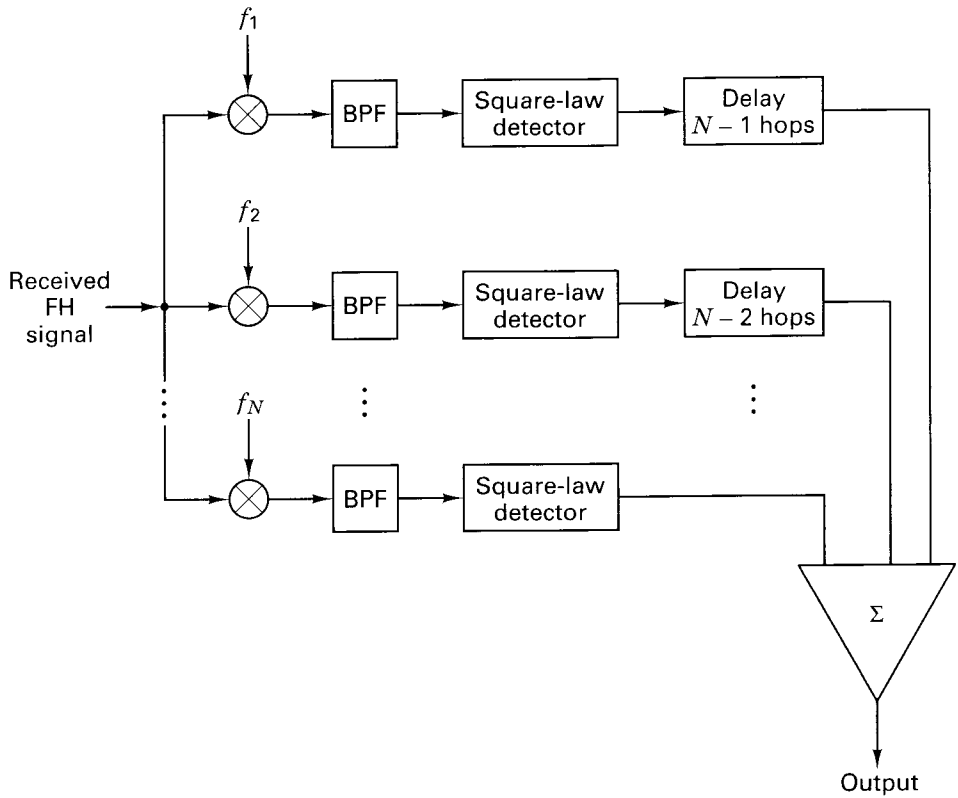 f1
BPF
Square-law
detector
Delay
N – 1 hops
f2
Received
FH
signal
BPF
Square-law
detector
Delay
N – 2 hops
fN
BPF
Square-law
detector
Σ
Output